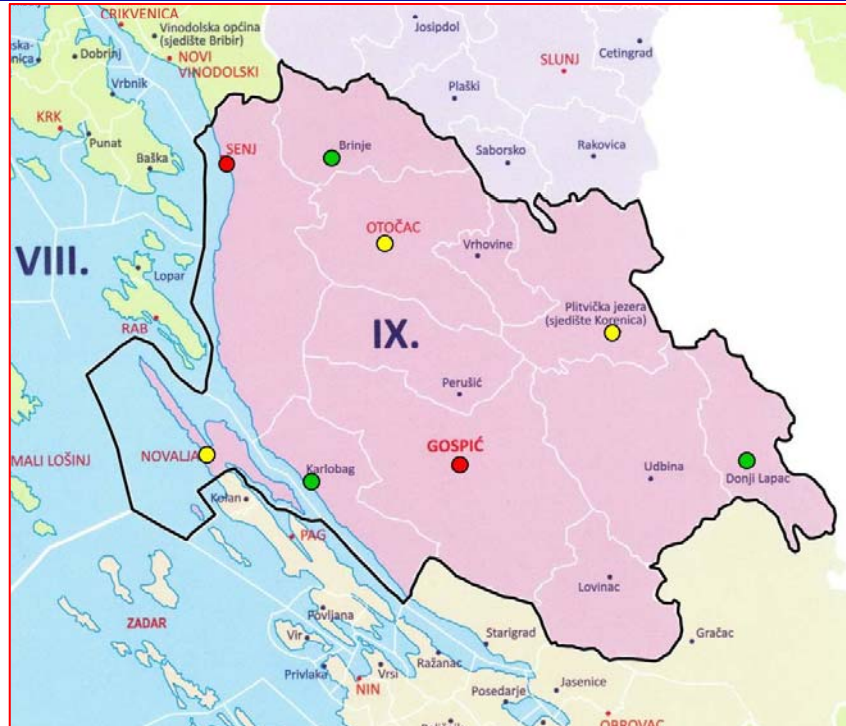 CRIKVENICA
Josipdol
Vinodolska općina
(sjedište Bribir)
Cetingrad
Dobrinj
NOVI
VINODOLSKI
SLUNJ
Plaški
Vrbnik
KRK
Punat
Baška
SENJ
Brinje
Saborsko
Rakovica
OTOČAC
Vrhovine
VIII.
Lopar
Plitvička jezera
(sjedište Korenica)
RAB
IX.
Perušić
MALI LOŠINJ
NOVALJA
GOSPIĆ
Karlobag
Udbina
Donji Lapac
Kolan
PAG
Lovinac
ZADAR
Povljana
Vir
Starigrad
Gračac
Privlaka
Vrsi
Ražanac
NIN
Jasenice
Posedarje
OBROVAC